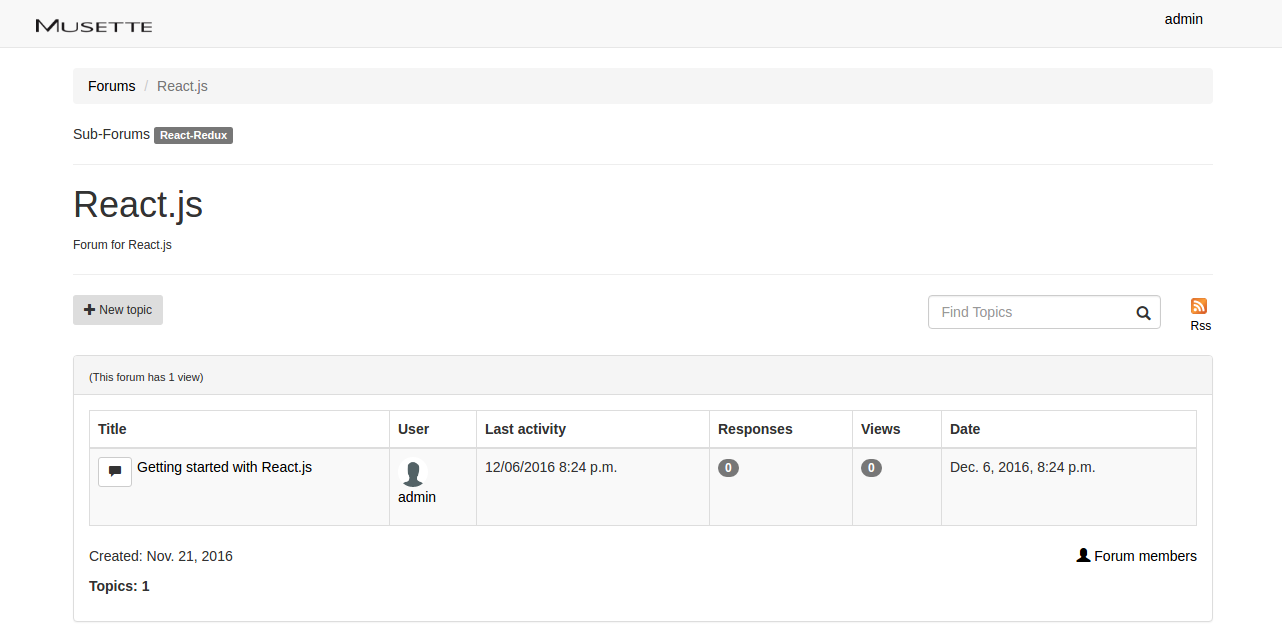 MUSETTE
admin
Forums / React.js
Sub-Forums React-Redux
React.js
Forum for React.js
New topic
Find Topics
Rss
(This forum has 1 view)
Title User Last activity Responses Views Date
Getting started with React.js admin 12/06/2016 8:24 p.m. 0 0 Dec. 6, 2016, 8:24 p.m.
Created: Nov. 21, 2016
Forum members
Topics: 1